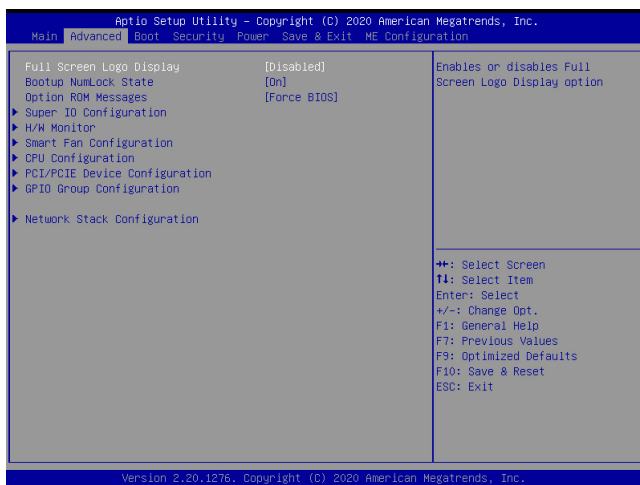 Aptio Setup Utility – Copyright (C) 2020 American Megatrends, Inc.
Main Advanced Boot Security Power Save & Exit ME Configuration
Full Screen Logo Display [Disabled]
Bootup NumLock State [On]
Option ROM Messages [Force BIOS]
Super IO Configuration
H/W Monitor
Smart Fan Configuration
CPU Configuration
PCI/PCIE Device Configuration
GPIO Group Configuration
Network Stack Configuration
Enables or disables Full
Screen Logo Display option
→←: Select Screen
↑↓: Select Item
Enter: Select
+/-: Change Opt.
F1: General Help
F7: Previous Values
F9: Optimized Defaults
F10: Save & Reset
ESC: Exit
Version 2.20.1276. Copyright (C) 2020 American Megatrends, Inc.